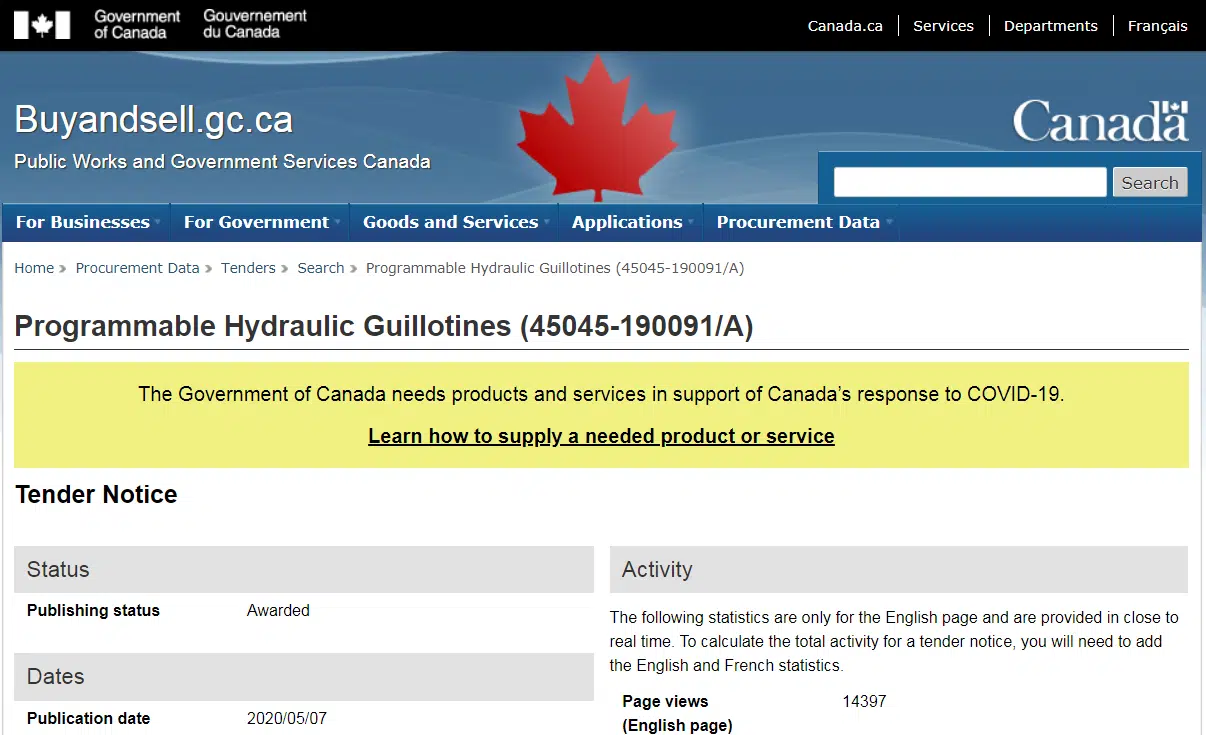 Government of Canada
Gouvernement du Canada
Canada.ca Services Departments Français
Buyandsell.gc.ca
Public Works and Government Services Canada
Canada
Search
For Businesses For Government Goods and Services Applications Procurement Data
Home » Procurement Data » Tenders » Search » Programmable Hydraulic Guillotines (45045-190091/A)
Programmable Hydraulic Guillotines (45045-190091/A)
The Government of Canada needs products and services in support of Canada's response to COVID-19.
Learn how to supply a needed product or service
Tender Notice
Status
Publishing status Awarded
Dates
Publication date 2020/05/07
Activity
The following statistics are only for the English page and are provided in close to
real time. To calculate the total activity for a tender notice, you will need to add
the English and French statistics.
Page views 14397
(English page)